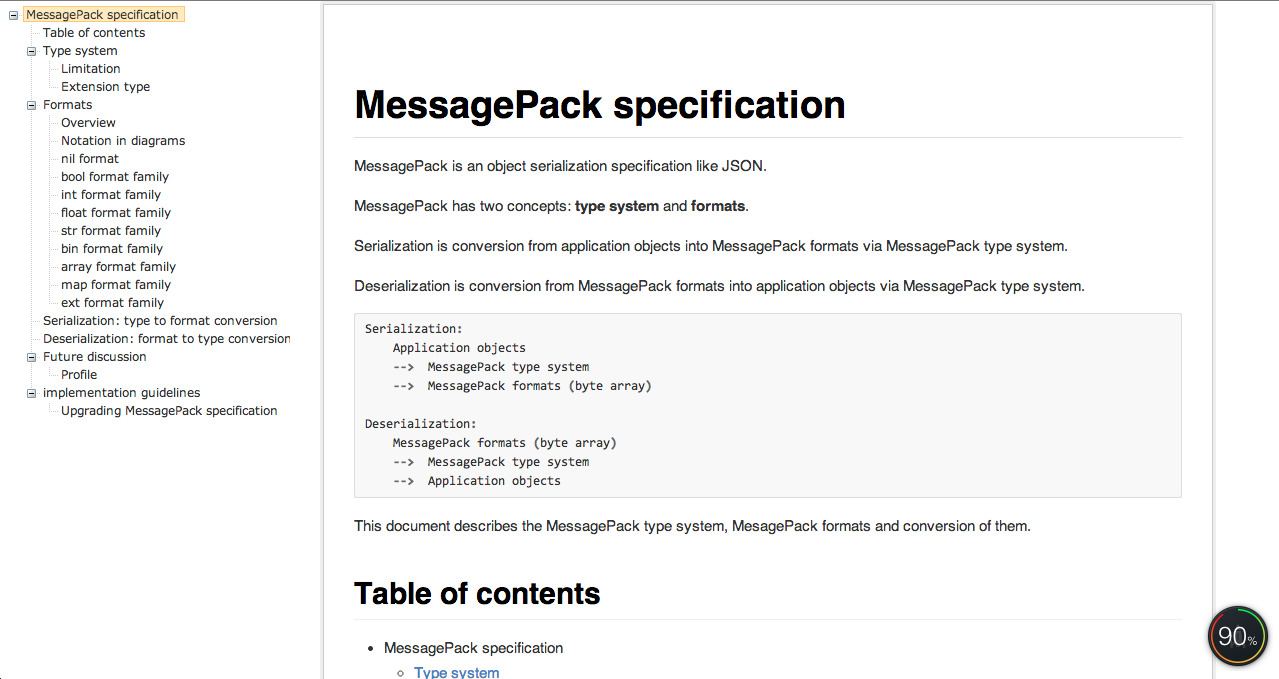 MessagePack specification
Table of contents
Type system
Limitation
Extension type
Formats
Overview
Notation in diagrams
nil format
bool format family
int format family
float format family
str format family
bin format family
array format family
map format family
ext format family
Serialization: type to format conversion
Deserialization: format to type conversion
Future discussion
Profile
implementation guidelines
Upgrading MessagePack specification
MessagePack specification
MessagePack is an object serialization specification like JSON.
MessagePack has two concepts: type system and formats.
Serialization is conversion from application objects into MessagePack formats via MessagePack type system.
Deserialization is conversion from MessagePack formats into application objects via MessagePack type system.
Serialization:
Application objects
--> MessagePack type system
--> MessagePack formats (byte array)
Deserialization:
MessagePack formats (byte array)
--> MessagePack type system
--> Application objects
This document describes the MessagePack type system, MesagePack formats and conversion of them.
Table of contents
MessagePack specification
Type system
90%